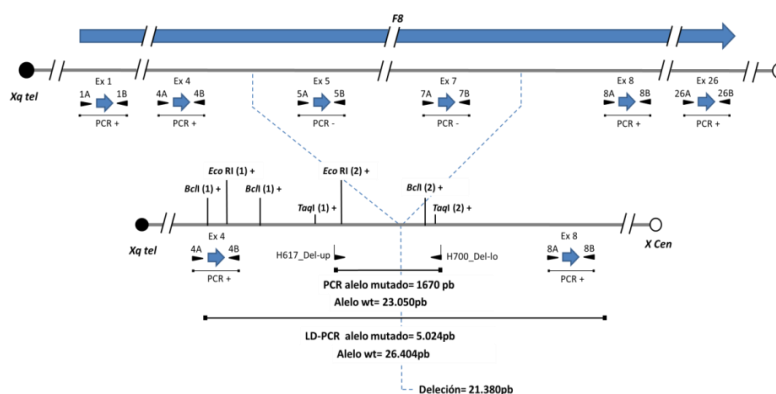 F8
Ex 1 Ex 4 Ex 5 Ex 7 Ex 8 Ex 26
1A 1B 4A 4B 5A 5B 7A 7B 8A 8B 26A 26B
Xq tel
PCR + PCR + PCR - PCR - PCR + PCR +
Eco RI (1) + Eco RI (2) +
BclI (1) + BclI (1) + BclI (2) +
TaqI (1) + TaqI (2) +
Xq tel X Cen
Ex 4 Ex 8
4A 4B H617_Del-up H700_Del-lo 8A 8B
PCR + PCR +
PCR alelo mutado= 1670 pb
Alelo wt= 23.050pb
LD-PCR alelo mutado= 5.024pb
Alelo wt= 26.404pb
Deleción= 21.380pb